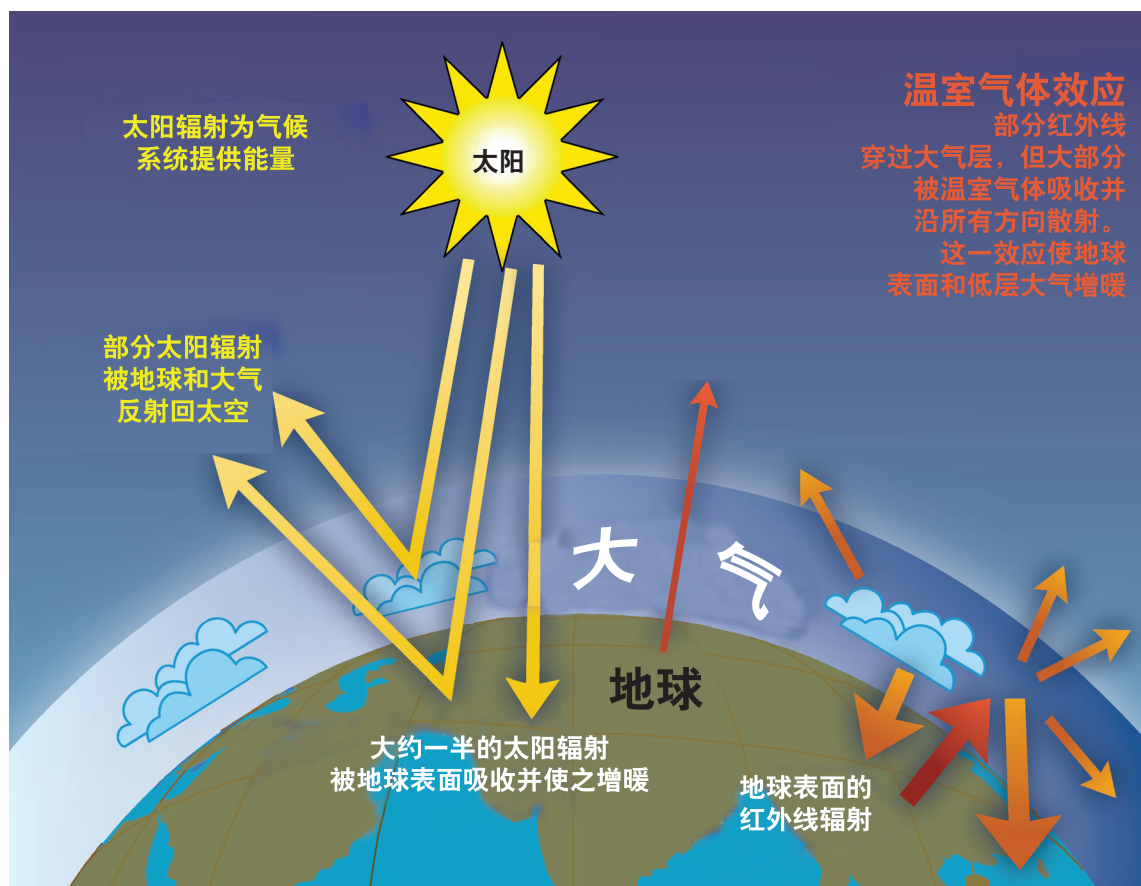 太阳辐射为气候
系统提供能量
太阳
温室气体效应
部分红外线
穿过大气层，但大部分
被温室气体吸收并
沿所有方向散射。
这一效应使地球
表面和低层大气增暖
部分太阳辐射
被地球和大气
反射回太空
大气
地球
大约一半的太阳辐射
被地球表面吸收并使之增暖
地球表面的
红外线辐射